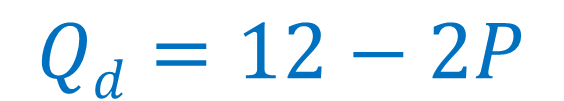 Q_d = 12 − 2P